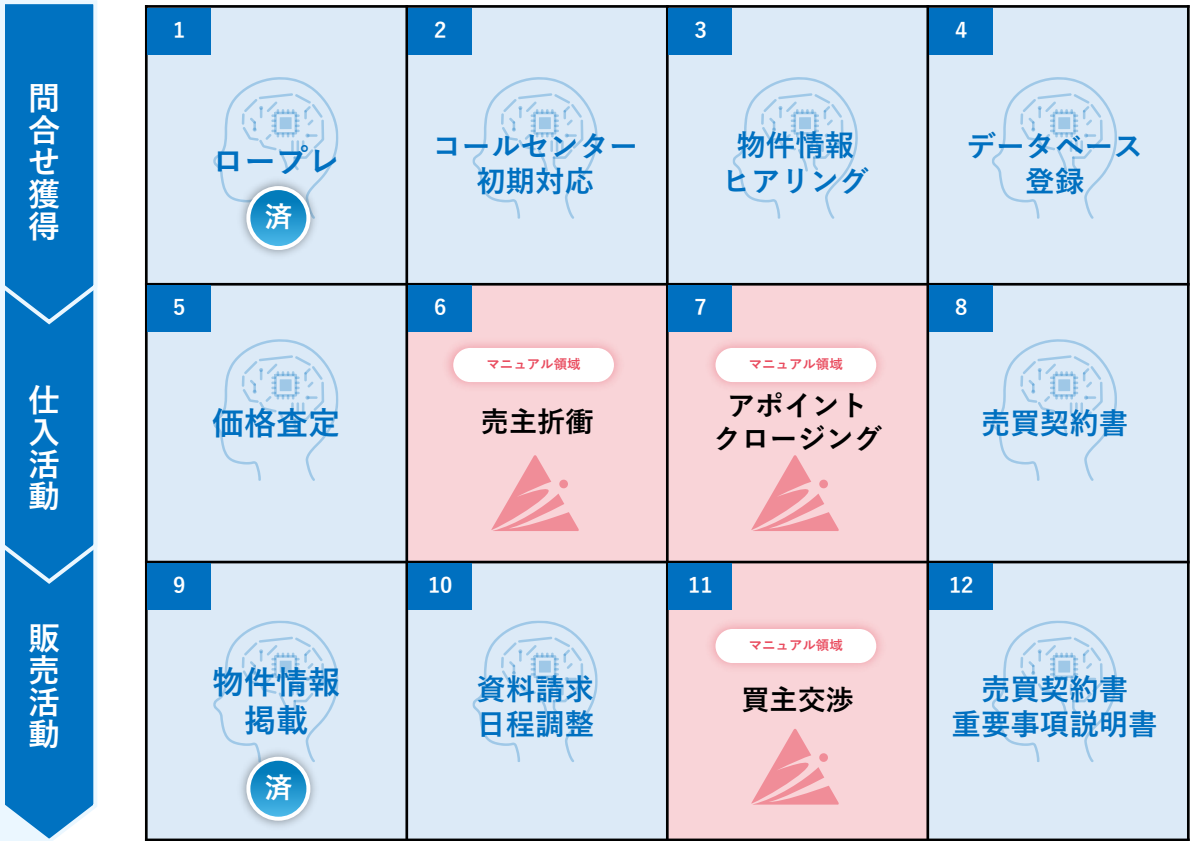 問合せ獲得
1
ロープレ
済
2
コールセンター
初期対応
3
物件情報
ヒアリング
4
データベース
登録
仕入活動
5
価格査定
6
マニュアル領域
売主折衝
7
マニュアル領域
アポイント
クロージング
8
売買契約書
販売活動
9
物件情報
掲載
済
10
資料請求
日程調整
11
マニュアル領域
買主交渉
12
売買契約書
重要事項説明書